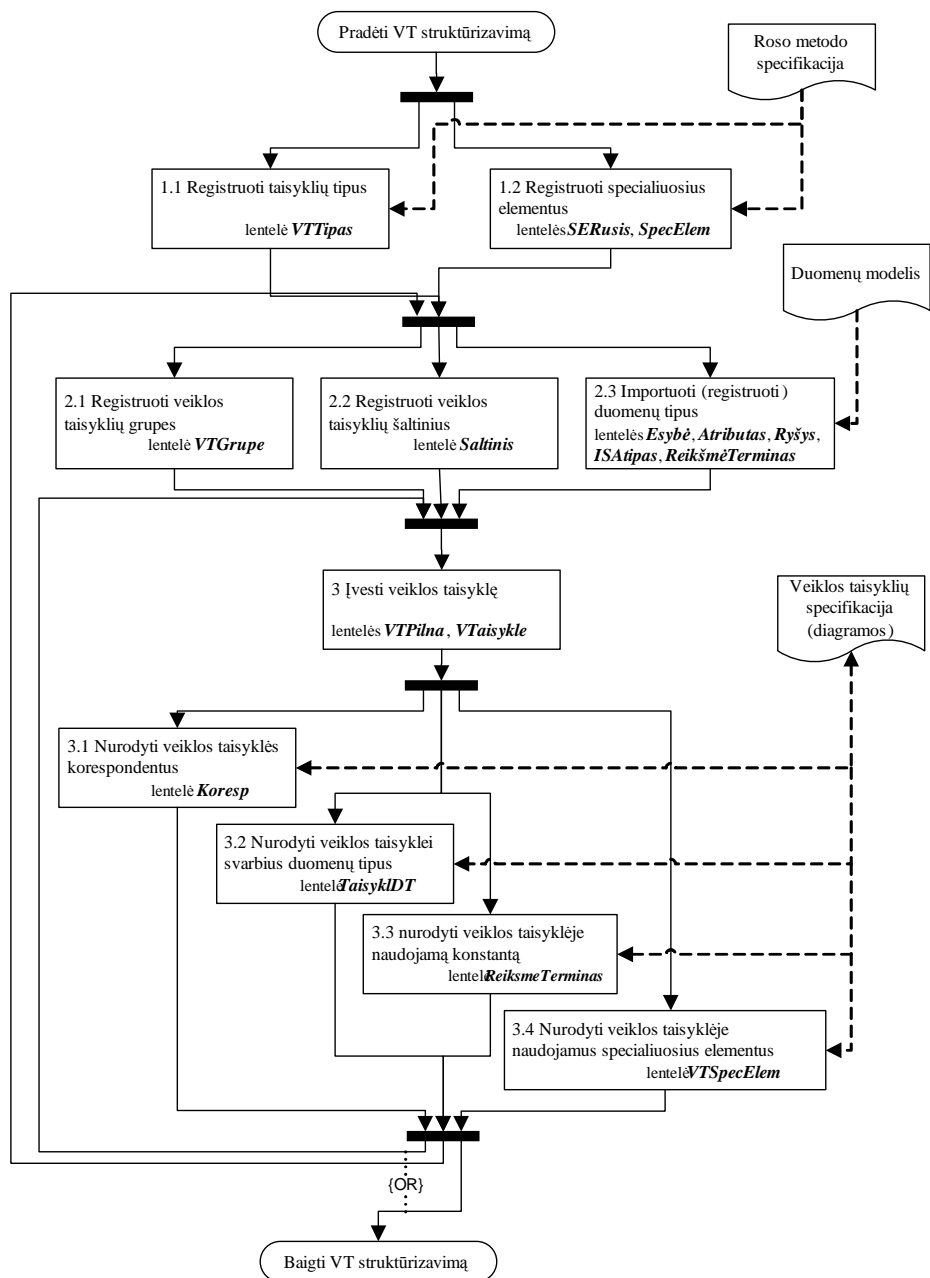 Pradėti VT struktūrizavimą
Roso metodo
specifikacija
1.1 Registruoti taisyklių tipus
lentelė VTTipas
1.2 Registruoti specialiuosius
elementus
lentelės SERusis, SpecElem
Duomenų modelis
2.1 Registruoti veiklos
taisyklių grupes
lentelė VTGrupe
2.2 Registruoti veiklos
taisyklių šaltinius
lentelė Saltinis
2.3 Importuoti (registruoti)
duomenų tipus
lentelės Esybė, Atributas, Ryšys,
ISAtipas, ReikšmėTerminas
3 Įvesti veiklos taisyklę
lentelės VTPilna, VTaisykle
Veiklos taisyklių
specifikacija
(diagramos)
3.1 Nurodyti veiklos taisyklės
korespondentus
lentelė Koresp
3.2 Nurodyti veiklos taisyklei
svarbius duomenų tipus
lentelė TaisyklDT
3.3 nurodyti veiklos taisyklėje
naudojamą konstantą
lentelė ReiksmeTerminas
3.4 Nurodyti veiklos taisyklėje
naudojamus specialiuosius elementus
lentelė VTSpecElem
{OR}
Baigti VT struktūrizavimą